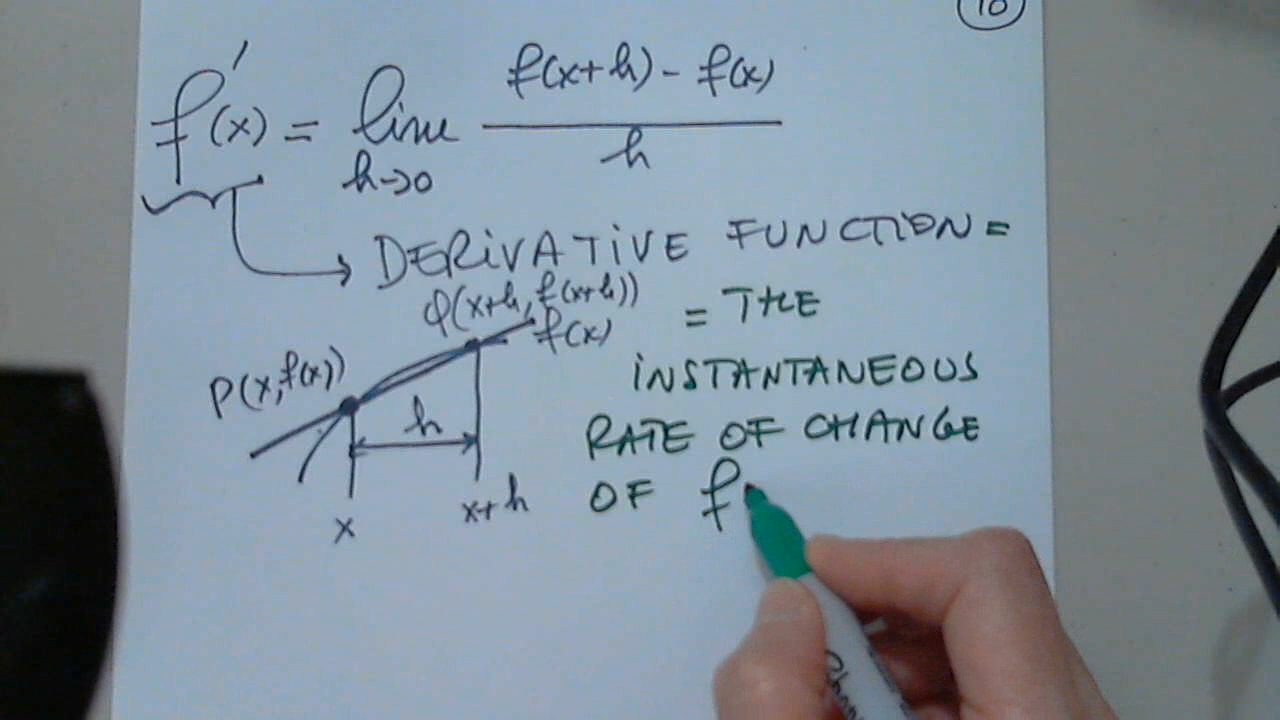 10
f'(x) = lim h→0 f(x+h) - f(x) / h
DERiVATiVE FUNCTION =
Q(x+h, f(x+h))
= THE
f(x)
P(x, f(x))
iNSTANTANEOUS
h
RATE OF CHANGE
x
x+h
OF f